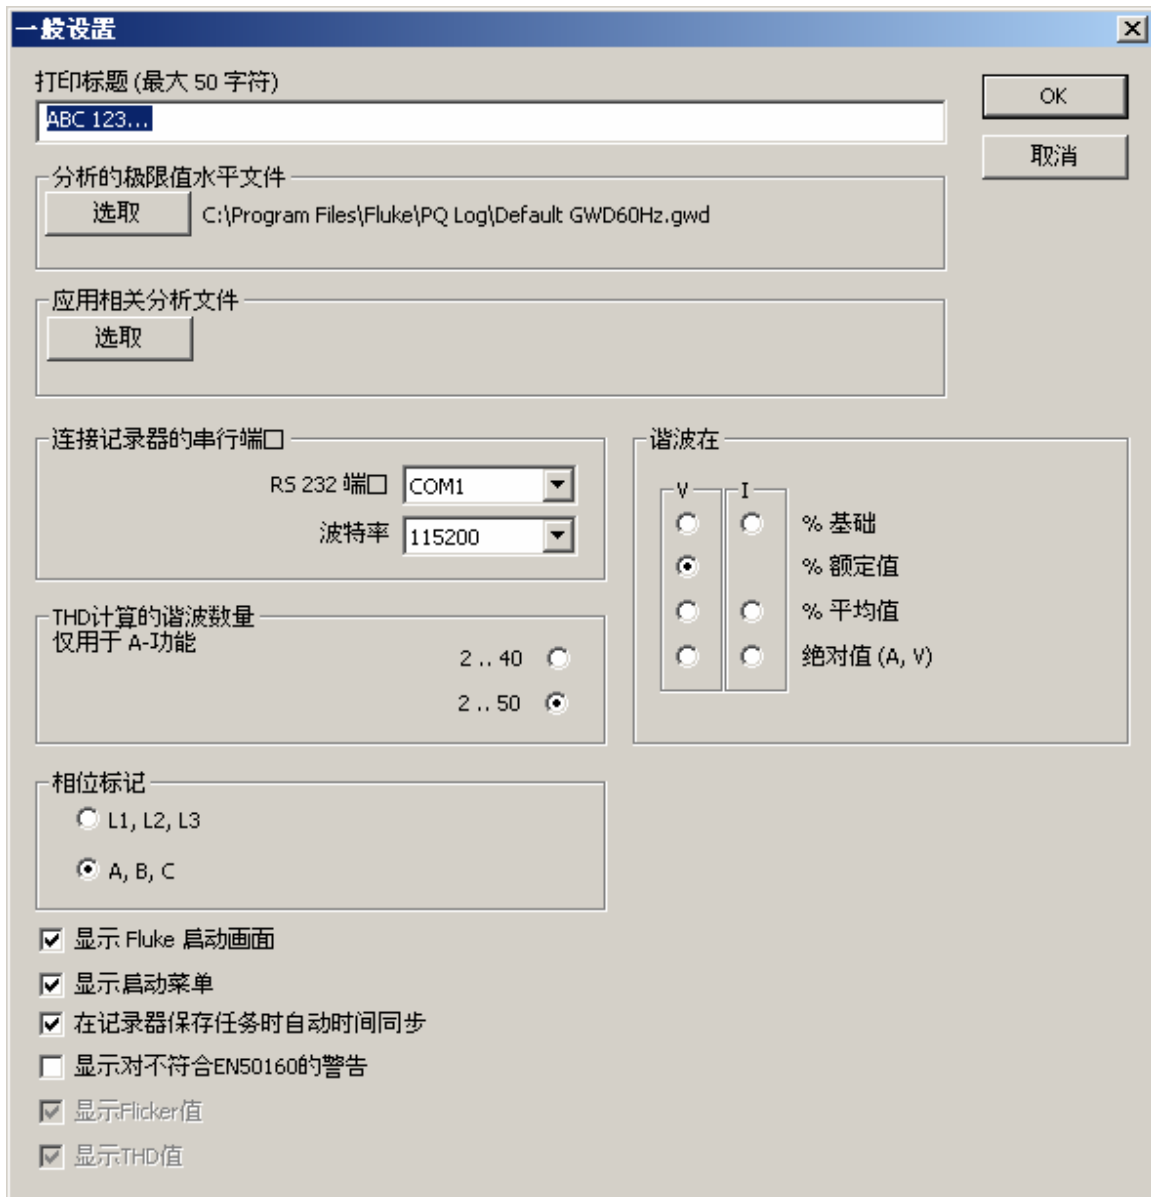 一般设置
打印标题 (最大 50 字符)
ABC 123...
OK
取消
分析的极限值水平文件
选取 C:\Program Files\Fluke\PQ Log\Default GWD60Hz.gwd
应用相关分析文件
选取
连接记录器的串行端口
RS 232 端口 COM1
波特率 115200
谐波在
V I
% 基础
% 额定值
% 平均值
绝对值 (A, V)
THD计算的谐波数量
仅用于 A-I功能
2 .. 40
2 .. 50
相位标记
L1, L2, L3
A, B, C
显示 Fluke 启动画面
显示启动菜单
在记录器保存任务时自动时间同步
显示对不符合EN50160的警告
显示Flicker值
显示THD值